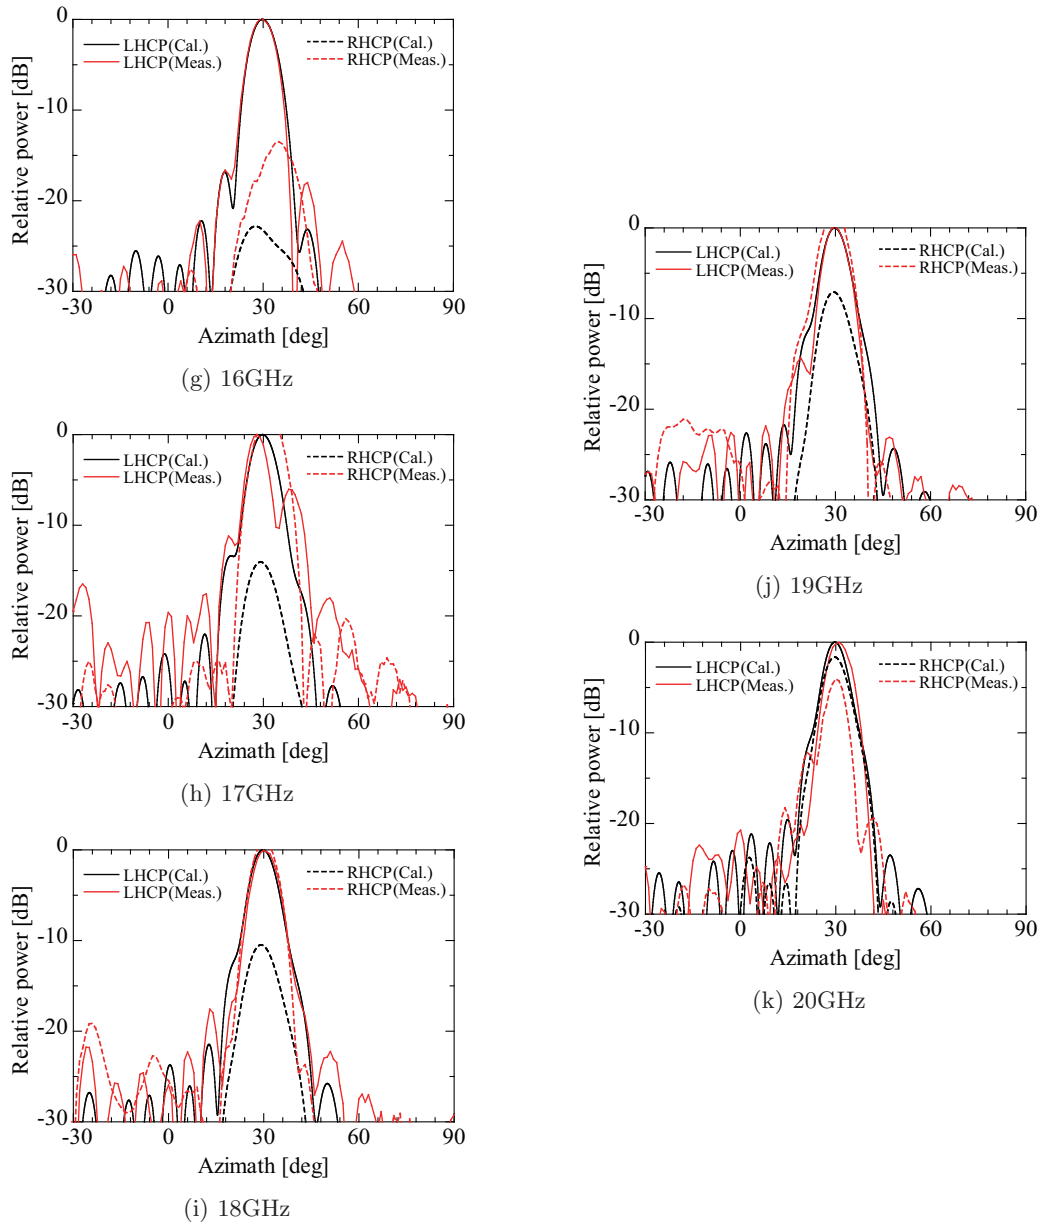 0
-10
-20
-30
Relative power [dB]
LHCP(Cal.)
LHCP(Meas.)
RHCP(Cal.)
RHCP(Meas.)
-30 0 30 60 90
Azimath [deg]
(g) 16GHz
0
-10
-20
-30
Relative power [dB]
LHCP(Cal.)
LHCP(Meas.)
RHCP(Cal.)
RHCP(Meas.)
-30 0 30 60 90
Azimath [deg]
(h) 17GHz
0
-10
-20
-30
Relative power [dB]
LHCP(Cal.)
LHCP(Meas.)
RHCP(Cal.)
RHCP(Meas.)
-30 0 30 60 90
Azimath [deg]
(i) 18GHz
0
-10
-20
-30
Relative power [dB]
LHCP(Cal.)
LHCP(Meas.)
RHCP(Cal.)
RHCP(Meas.)
-30 0 30 60 90
Azimath [deg]
(j) 19GHz
0
-10
-20
-30
Relative power [dB]
LHCP(Cal.)
LHCP(Meas.)
RHCP(Cal.)
RHCP(Meas.)
-30 0 30 60 90
Azimath [deg]
(k) 20GHz